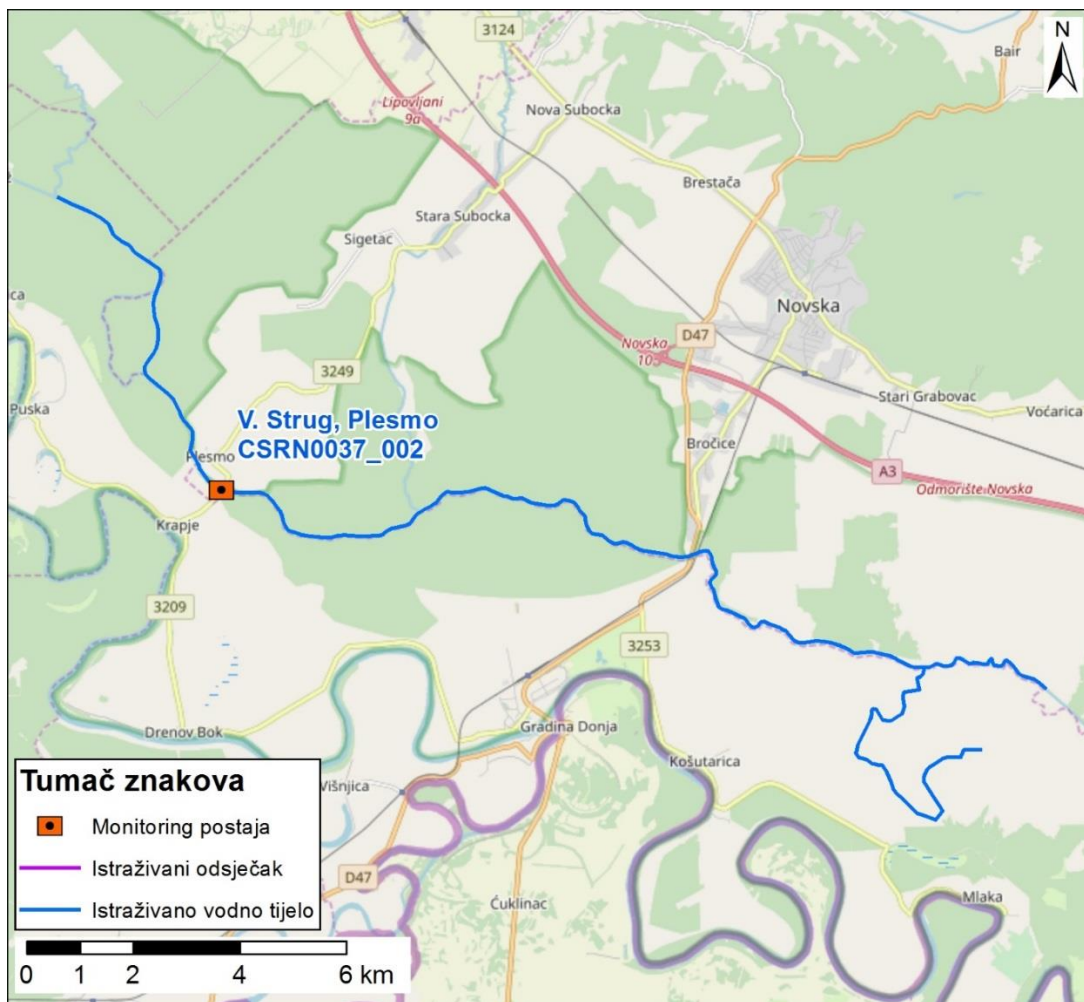 N
3124
Bair
Lipovljani
9a
Nova Subocka
Brestača
Stara Subocka
Sigetac
Novska
D47
Novska
10
3249
Stari Grabovac
Voćarica
Puska
V. Strug, Plesmo
CSRN0037_002
Bročice
Plesmo
A3
Odmorište Novska
Krapje
3209
3253
Drenov Bok
Gradina Donja
Košutarica
Tumač znakova
Višnjica
Monitoring postaja
Istraživani odsječak
D47
Istraživano vodno tijelo
Ćuklinac
Mlaka
0 1 2 4 6 km